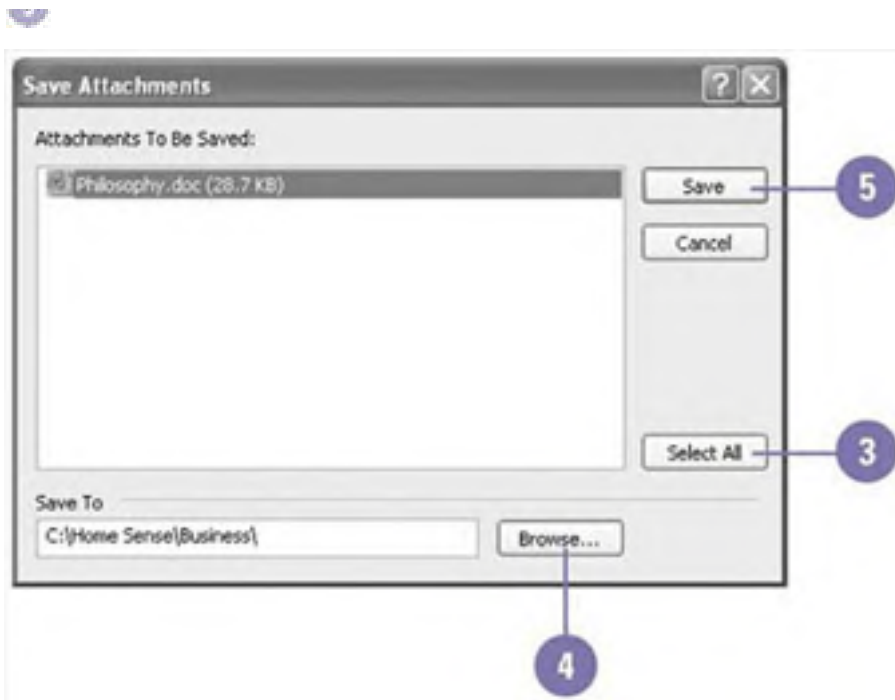 Save Attachments
Attachments To Be Saved:
Philosophy.doc (28.7 KB)
Save
5
Cancel
Select All
3
Save To
C:\Home Sense\Business\
Browse...
4